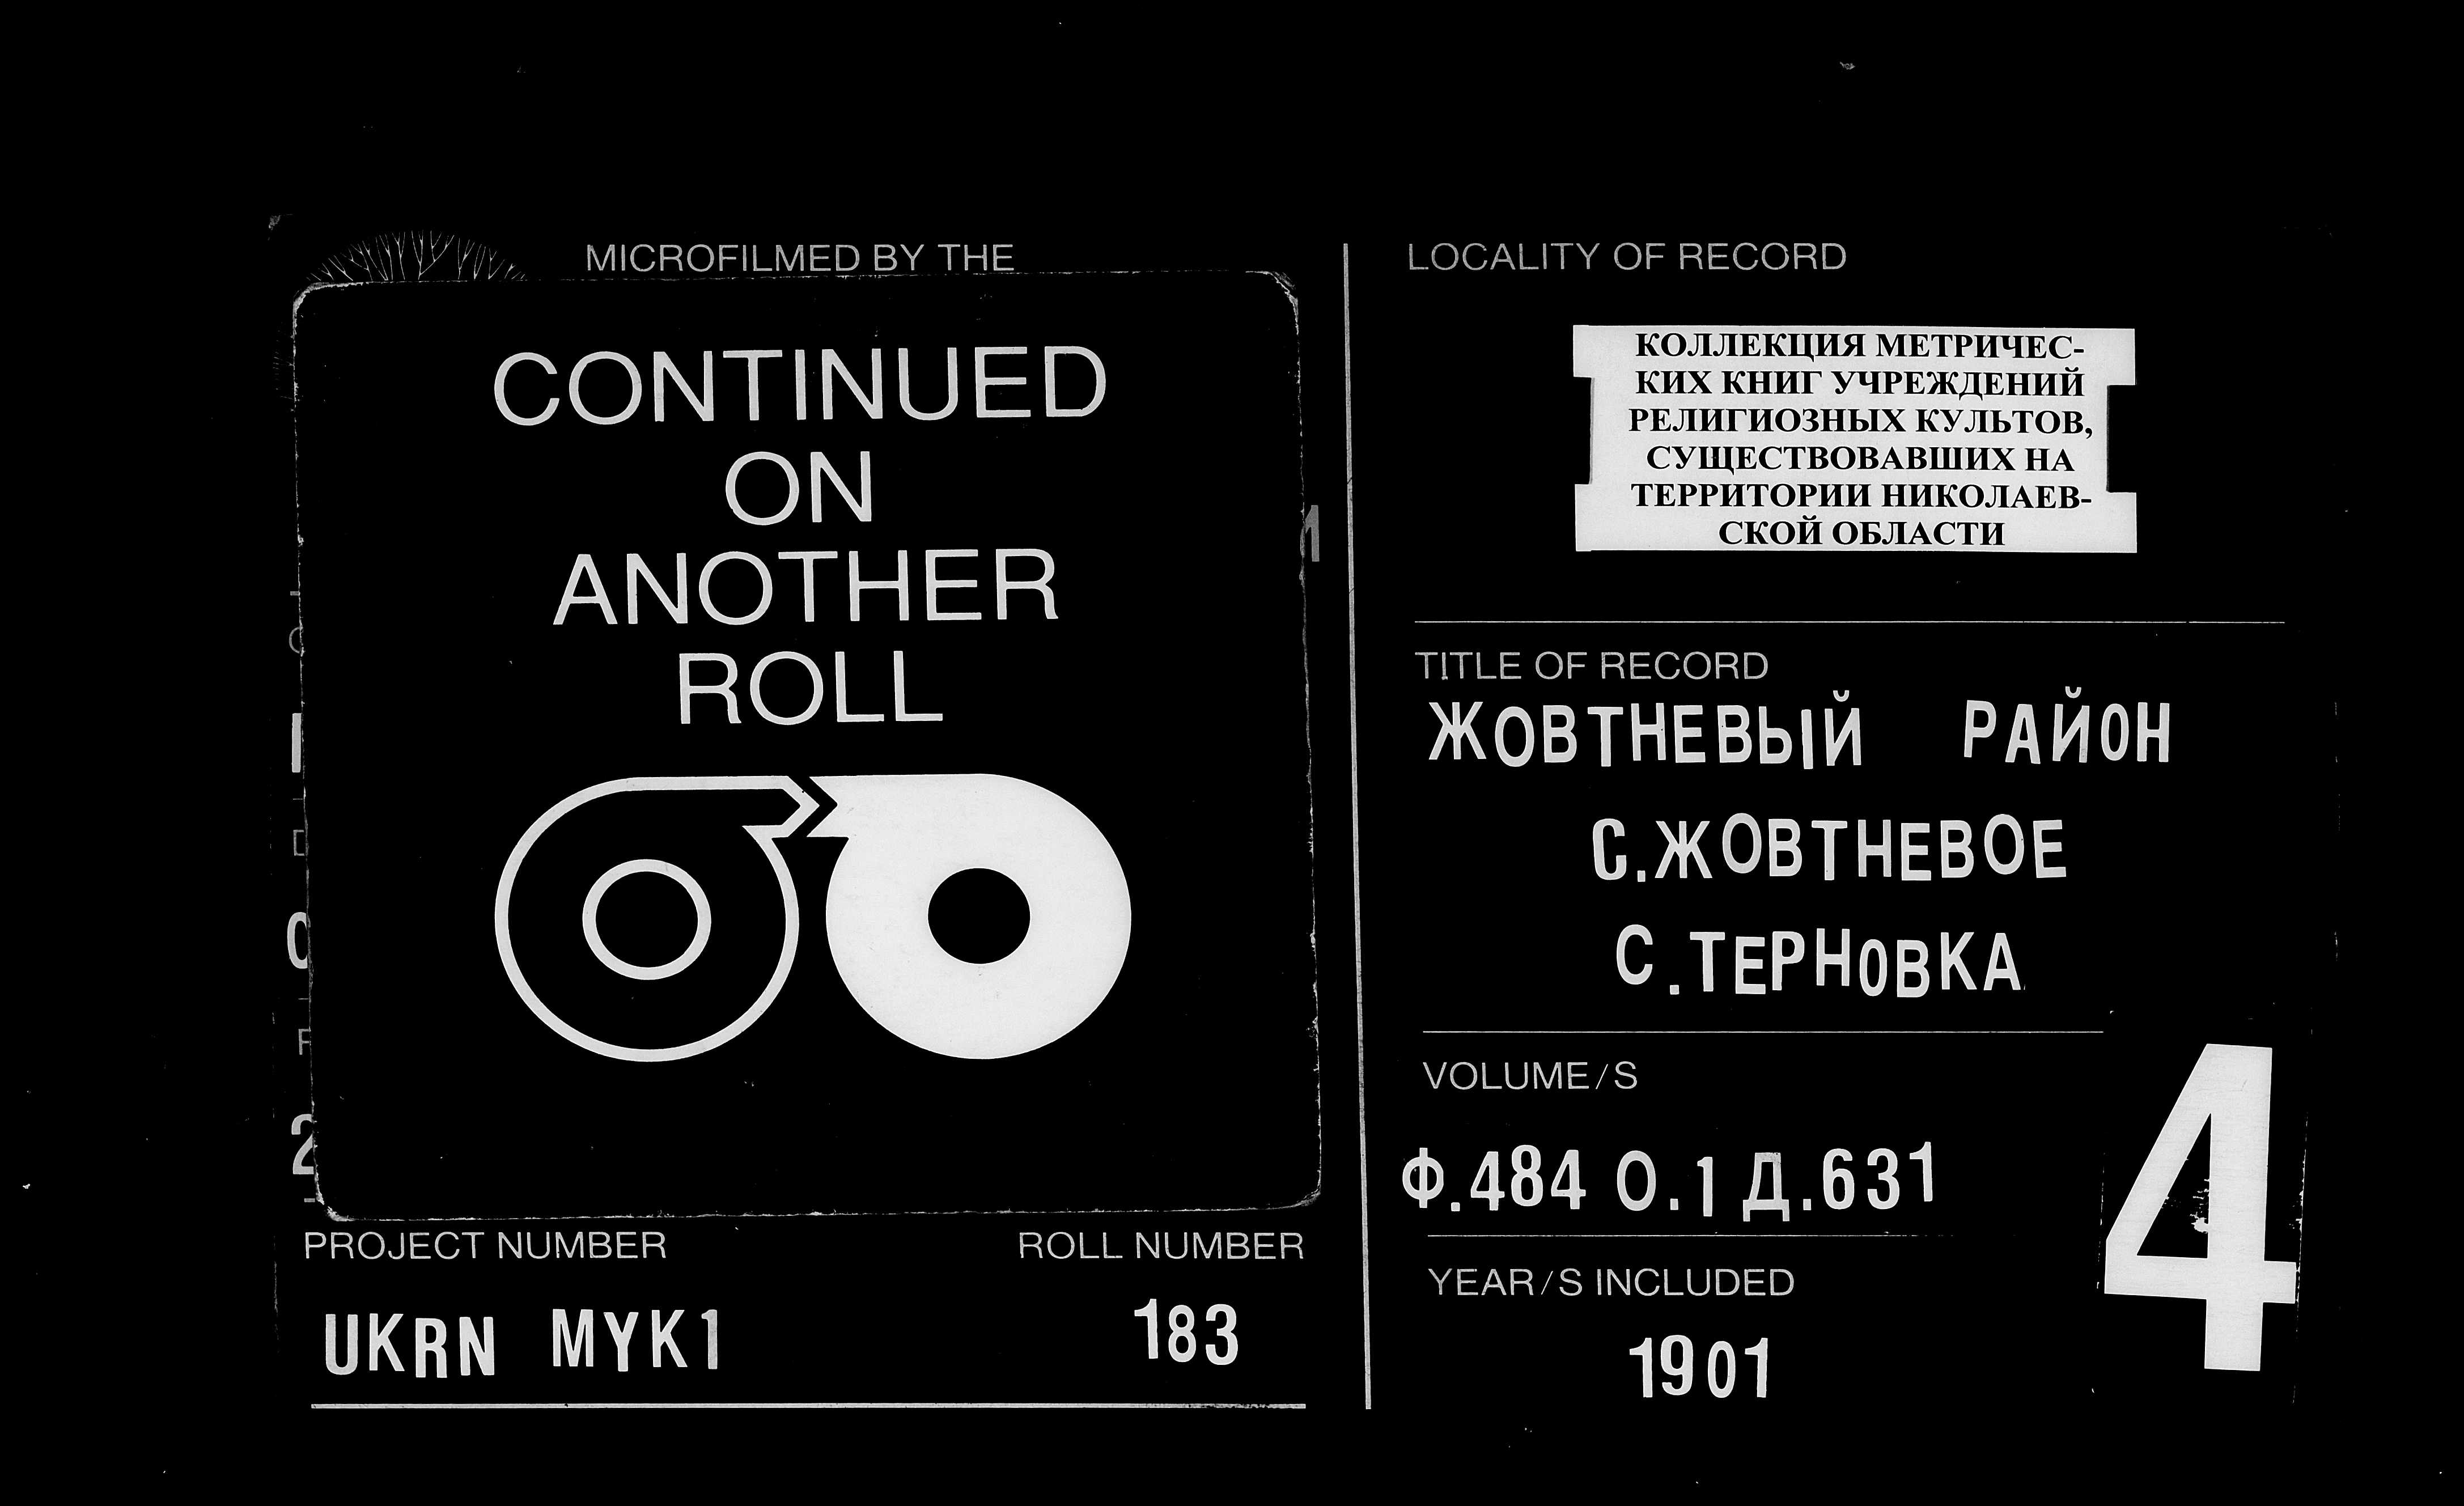 MICROFILMED BY THE
CONTINUED
ON
ANOTHER
ROLL
PROJECT NUMBER
ROLL NUMBER
UKRN MYK1
183
LOCALITY OF RECORD
КОЛЛЕКЦИЯ МЕТРИЧЕС-
КИХ КНИГ УЧРЕЖДЕНИЙ
РЕЛИГИОЗНЫХ КУЛЬТОВ,
СУЩЕСТВОВАВШИХ НА
ТЕРРИТОРИИ НИКОЛАЕВ-
СКОЙ ОБЛАСТИ
TITLE OF RECORD
ЖОВТНЕВЫЙ РАЙОН
С.ЖОВТНЕВОЕ
С.ТЕРНОВКА
VOLUME/S
Ф.484 О.1 Д.631
4
YEAR/S INCLUDED
1901